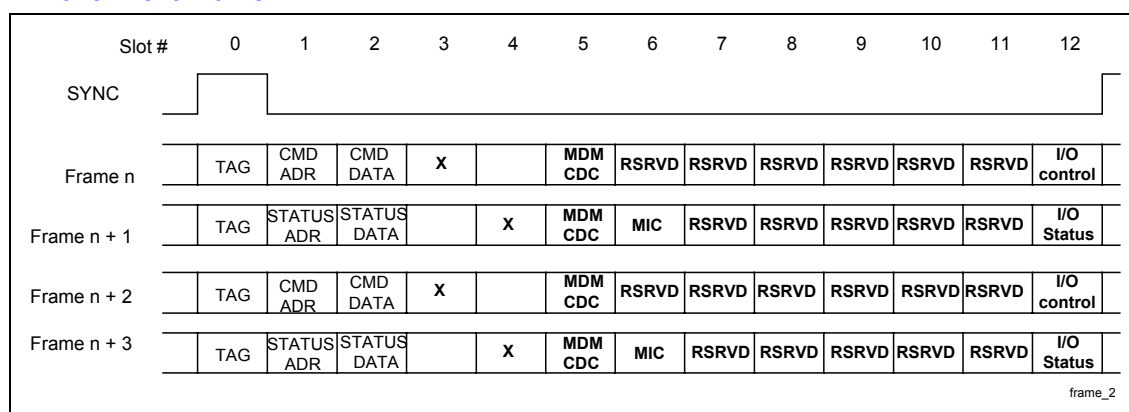 Slot # 0 1 2 3 4 5 6 7 8 9 10 11 12
SYNC
Frame n TAG CMD ADR CMD DATA X MDM CDC RSRVD RSRVD RSRVD RSRVD RSRVD RSRVD I/O control
Frame n + 1 TAG STATUS ADR STATUS DATA X MDM CDC MIC RSRVD RSRVD RSRVD RSRVD RSRVD I/O Status
Frame n + 2 TAG CMD ADR CMD DATA X MDM CDC RSRVD RSRVD RSRVD RSRVD RSRVD RSRVD I/O control
Frame n + 3 TAG STATUS ADR STATUS DATA X MDM CDC MIC RSRVD RSRVD RSRVD RSRVD RSRVD I/O Status
frame_2